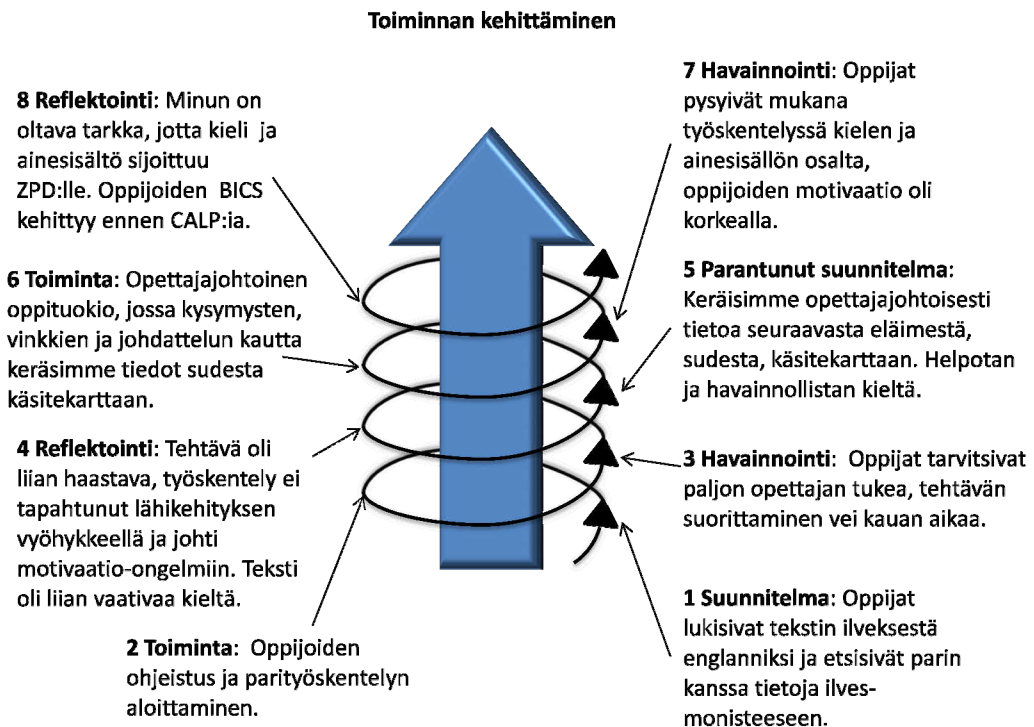 Toiminnan kehittäminen
7 Havainnointi: Oppijat
pysyivät mukana
työskentelyssä kielen ja
ainesisällön osalta,
oppijoiden motivaatio oli
korkealla.
8 Reflektointi: Minun on
oltava tarkka, jotta kieli ja
ainesisältö sijoittuu
ZPD:lle. Oppijoiden BICS
kehittyy ennen CALP:ia.
5 Parantunut suunnitelma:
Keräisimme opettajajohtoisesti
tietoa seuraavasta eläimestä,
sudesta, käsitekarttaan. Helpotan
ja havainnollistan kieltä.
6 Toiminta: Opettajajohtoinen
oppituokio, jossa kysymysten,
vinkkien ja johdattelun kautta
keräsimme tiedot sudesta
käsitekarttaan.
3 Havainnointi: Oppijat tarvitsivat
paljon opettajan tukea, tehtävän
suorittaminen vei kauan aikaa.
4 Reflektointi: Tehtävä oli
liian haastava, työskentely ei
tapahtunut lähikehityksen
vyöhykkeellä ja johti
motivaatio-ongelmiin. Teksti
oli liian vaativaa kieltä.
1 Suunnitelma: Oppijat
lukisivat tekstin ilveksestä
englanniksi ja etsisivät parin
kanssa tietoja ilves-
monisteeseen.
2 Toiminta: Oppijoiden
ohjeistus ja parityöskentelyn
aloittaminen.